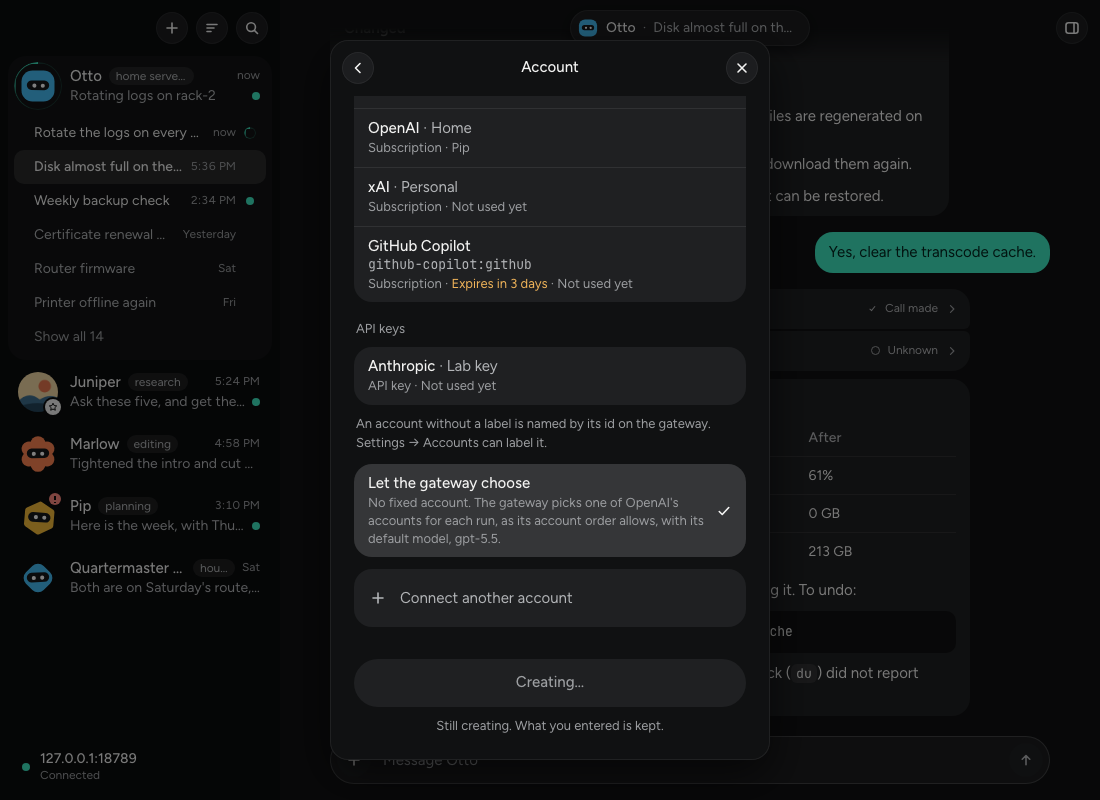 Otto home serve... now
Rotating logs on rack-2
Rotate the logs on every ... now
Disk almost full on the... 5:36 PM
Weekly backup check 2:34 PM
Certificate renewal ... Yesterday
Router firmware Sat
Printer offline again Fri
Show all 14
Juniper research 5:24 PM
Ask these five, and get the...
Marlow editing 4:58 PM
Tightened the intro and cut ...
Pip planning 3:10 PM
Here is the week, with Thu...
Quartermaster ... hou... Sat
Both are on Saturday's route,...
127.0.0.1:18789
Connected
Otto · Disk almost full on th...
Account
OpenAI · Home
Subscription · Pip
xAI · Personal
Subscription · Not used yet
GitHub Copilot
github-copilot:github
Subscription · Expires in 3 days · Not used yet
API keys
Anthropic · Lab key
API key · Not used yet
An account without a label is named by its id on the gateway.
Settings → Accounts can label it.
Let the gateway choose
No fixed account. The gateway picks one of OpenAI's
accounts for each run, as its account order allows, with its
default model, gpt-5.5.
Connect another account
Creating...
Still creating. What you entered is kept.
are regenerated on
download them again.
can be restored.
Yes, clear the transcode cache.
Call made
Unknown
After
61%
0 GB
213 GB
it. To undo:
(du) did not report
Message Otto